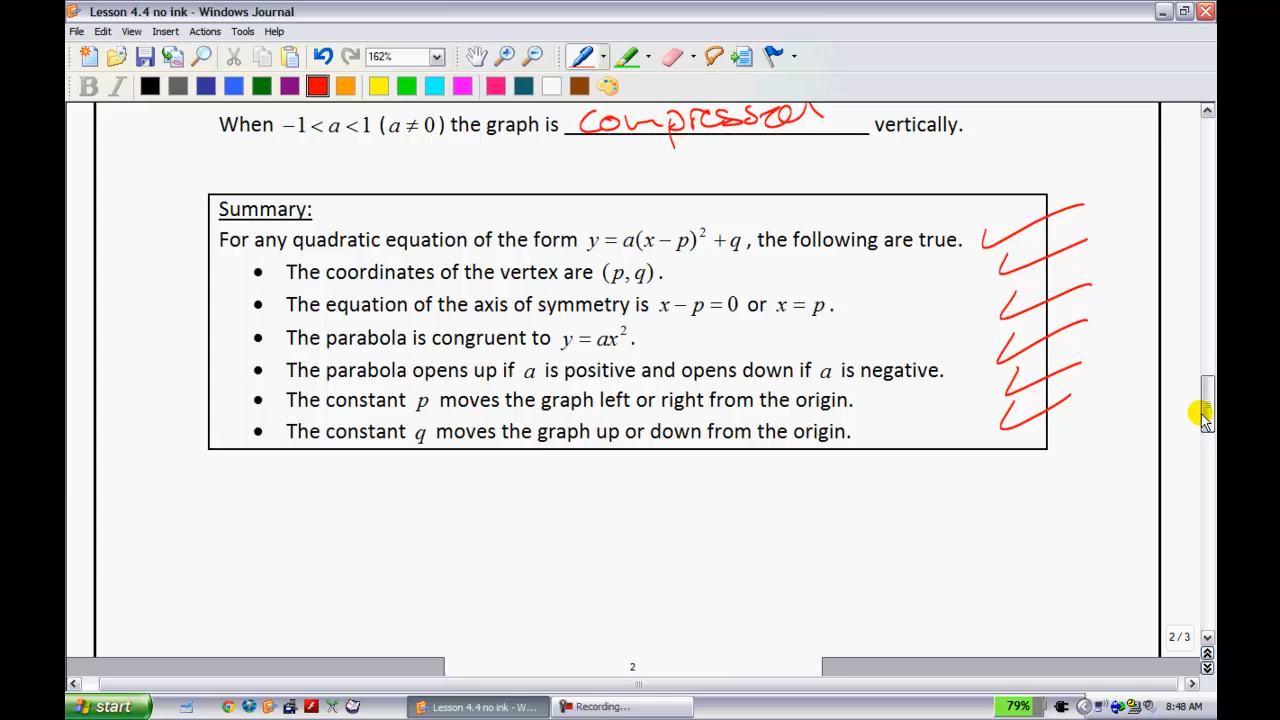 Lesson 4.4 no ink - Windows Journal
File Edit View Insert Actions Tools Help
162%
B I
When −1 < a < 1 ( a ≠ 0 ) the graph is compressed vertically.
Summary:
For any quadratic equation of the form y = a(x − p)² + q , the following are true.
• The coordinates of the vertex are (p, q) .
• The equation of the axis of symmetry is x − p = 0 or x = p .
• The parabola is congruent to y = ax² .
• The parabola opens up if a is positive and opens down if a is negative.
• The constant p moves the graph left or right from the origin.
• The constant q moves the graph up or down from the origin.
2 / 3
2
start Lesson 4.4 no ink - W... Recording... 79% 8:48 AM